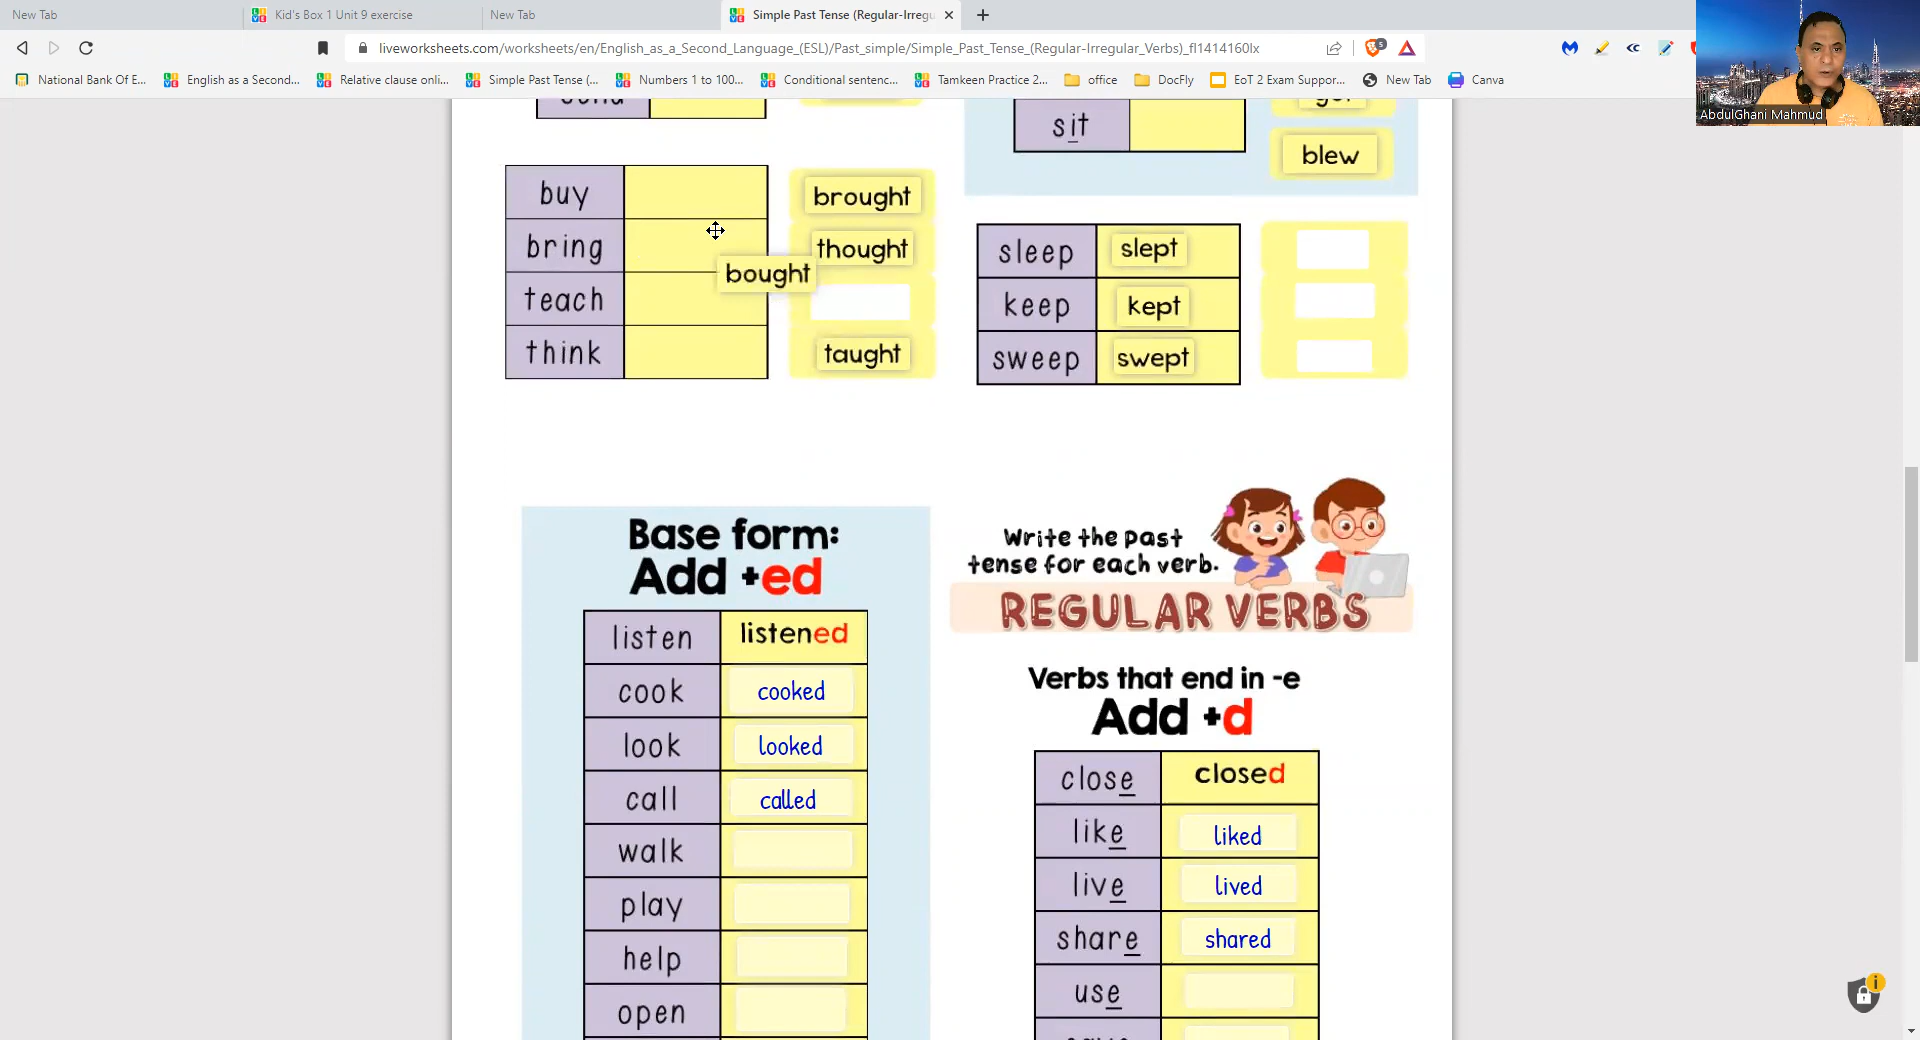 New Tab
Kid's Box 1 Unit 9 exercise
New Tab
Simple Past Tense (Regular-Irregu
liveworksheets.com/worksheets/en/English_as_a_Second_Language_(ESL)/Past_simple/Simple_Past_Tense_(Regular-Irregular_Verbs)_fl1414160lx
5
National Bank Of E...
English as a Second...
Relative clause onli...
Simple Past Tense (...
Numbers 1 to 100...
Conditional sentenc...
Tamkeen Practice 2...
office
DocFly
EoT 2 Exam Suppor...
New Tab
Canva
AbdulGhani Mahmud
sit
blew
buy
bring
teach
think
brought
thought
bought
taught
sleep slept
keep kept
sweep swept
Base form:
Add +ed
listen listened
cook cooked
look looked
call called
walk
play
help
open
Write the past
tense for each verb.
REGULAR VERBS
Verbs that end in -e
Add +d
close closed
like liked
live lived
share shared
use